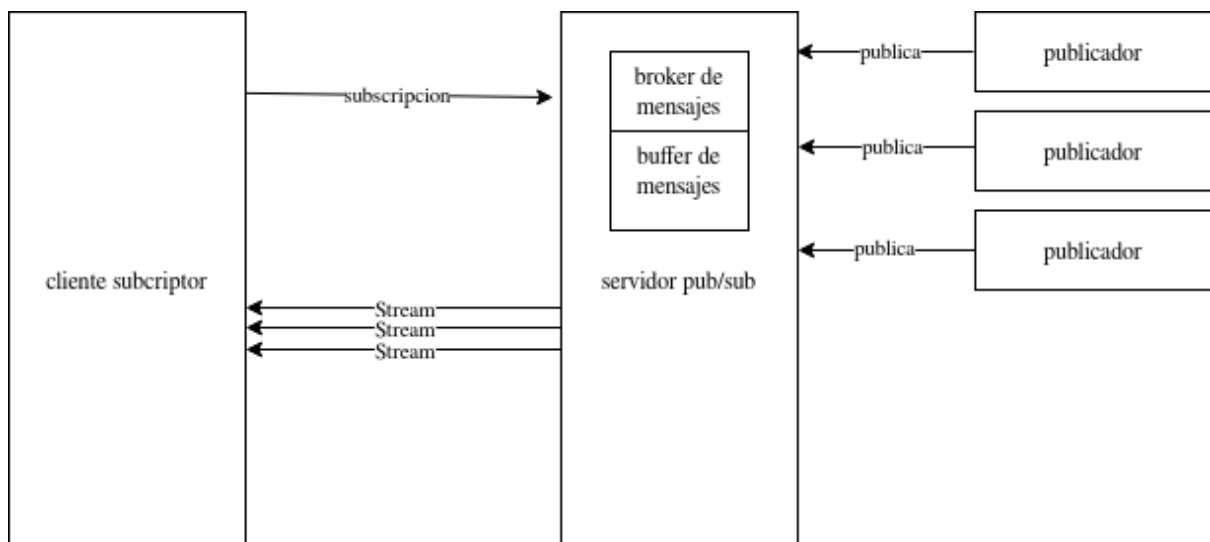 subscripcion
cliente subcriptor
Stream
Stream
Stream
broker de
mensajes
buffer de
mensajes
servidor pub/sub
publica
publicador
publica
publicador
publica
publicador